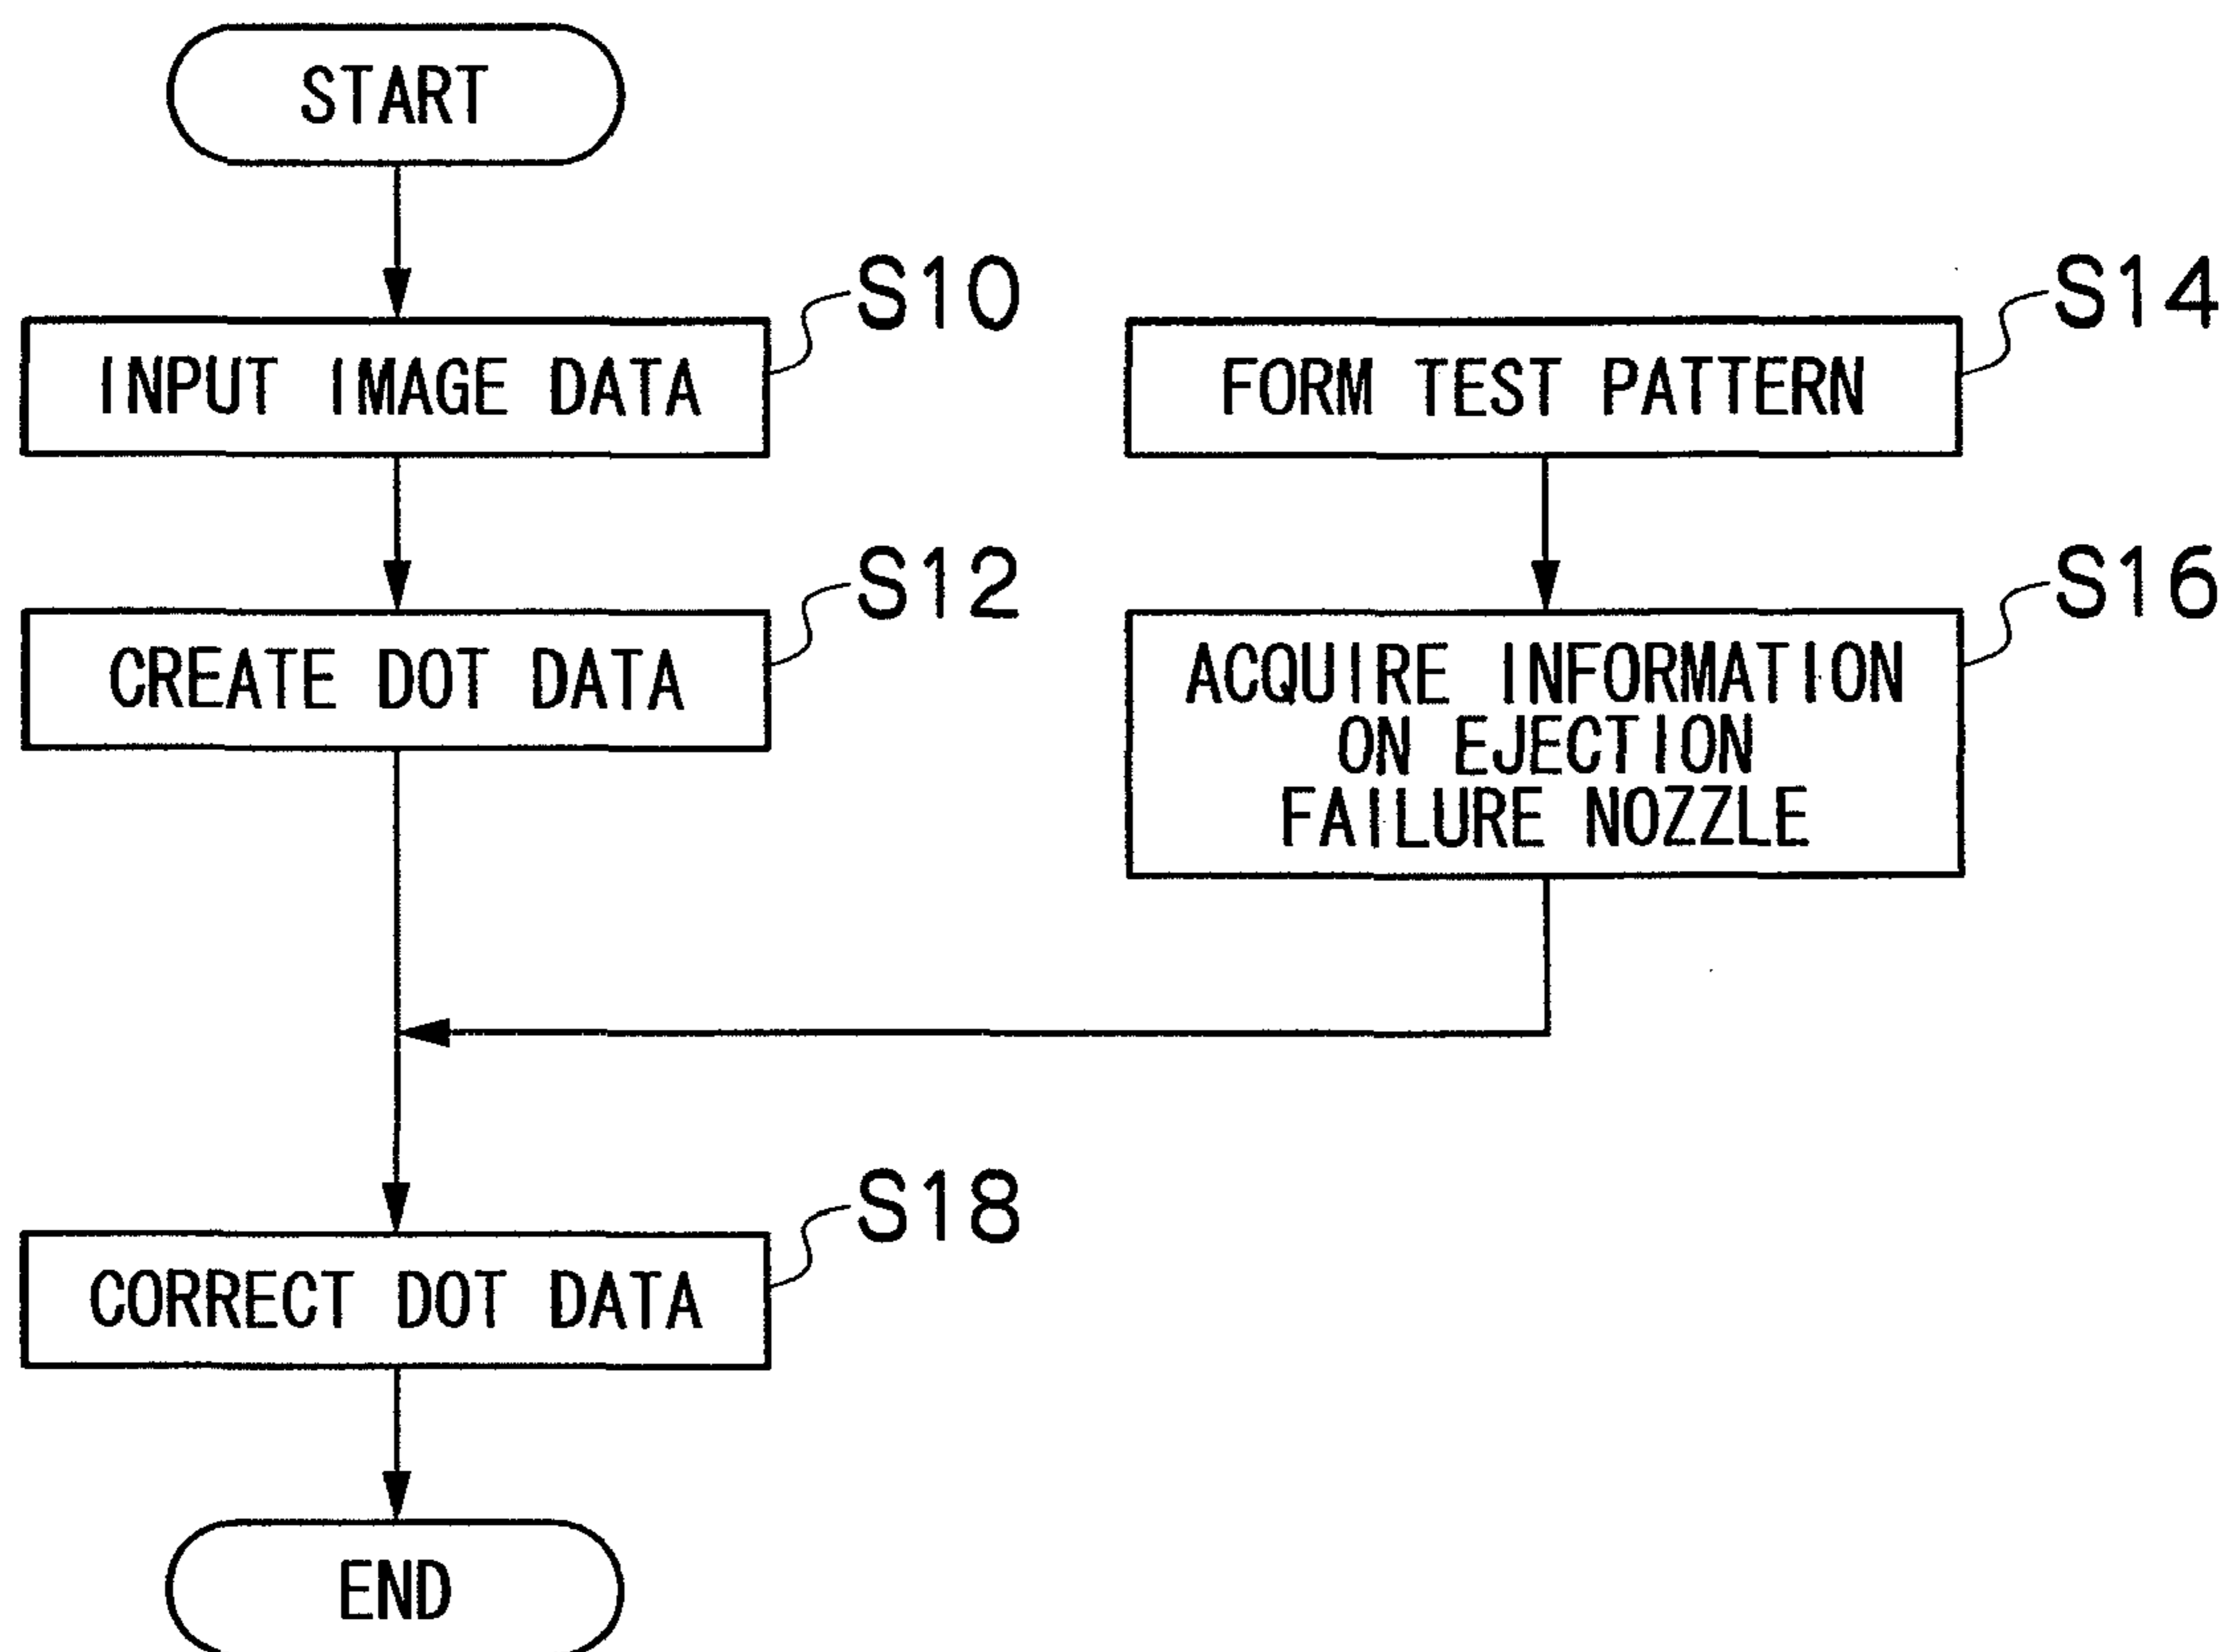 START
INPUT IMAGE DATA
S10
FORM TEST PATTERN
S14
CREATE DOT DATA
S12
ACQUIRE INFORMATION
ON EJECTION
FAILURE NOZZLE
S16
CORRECT DOT DATA
S18
END